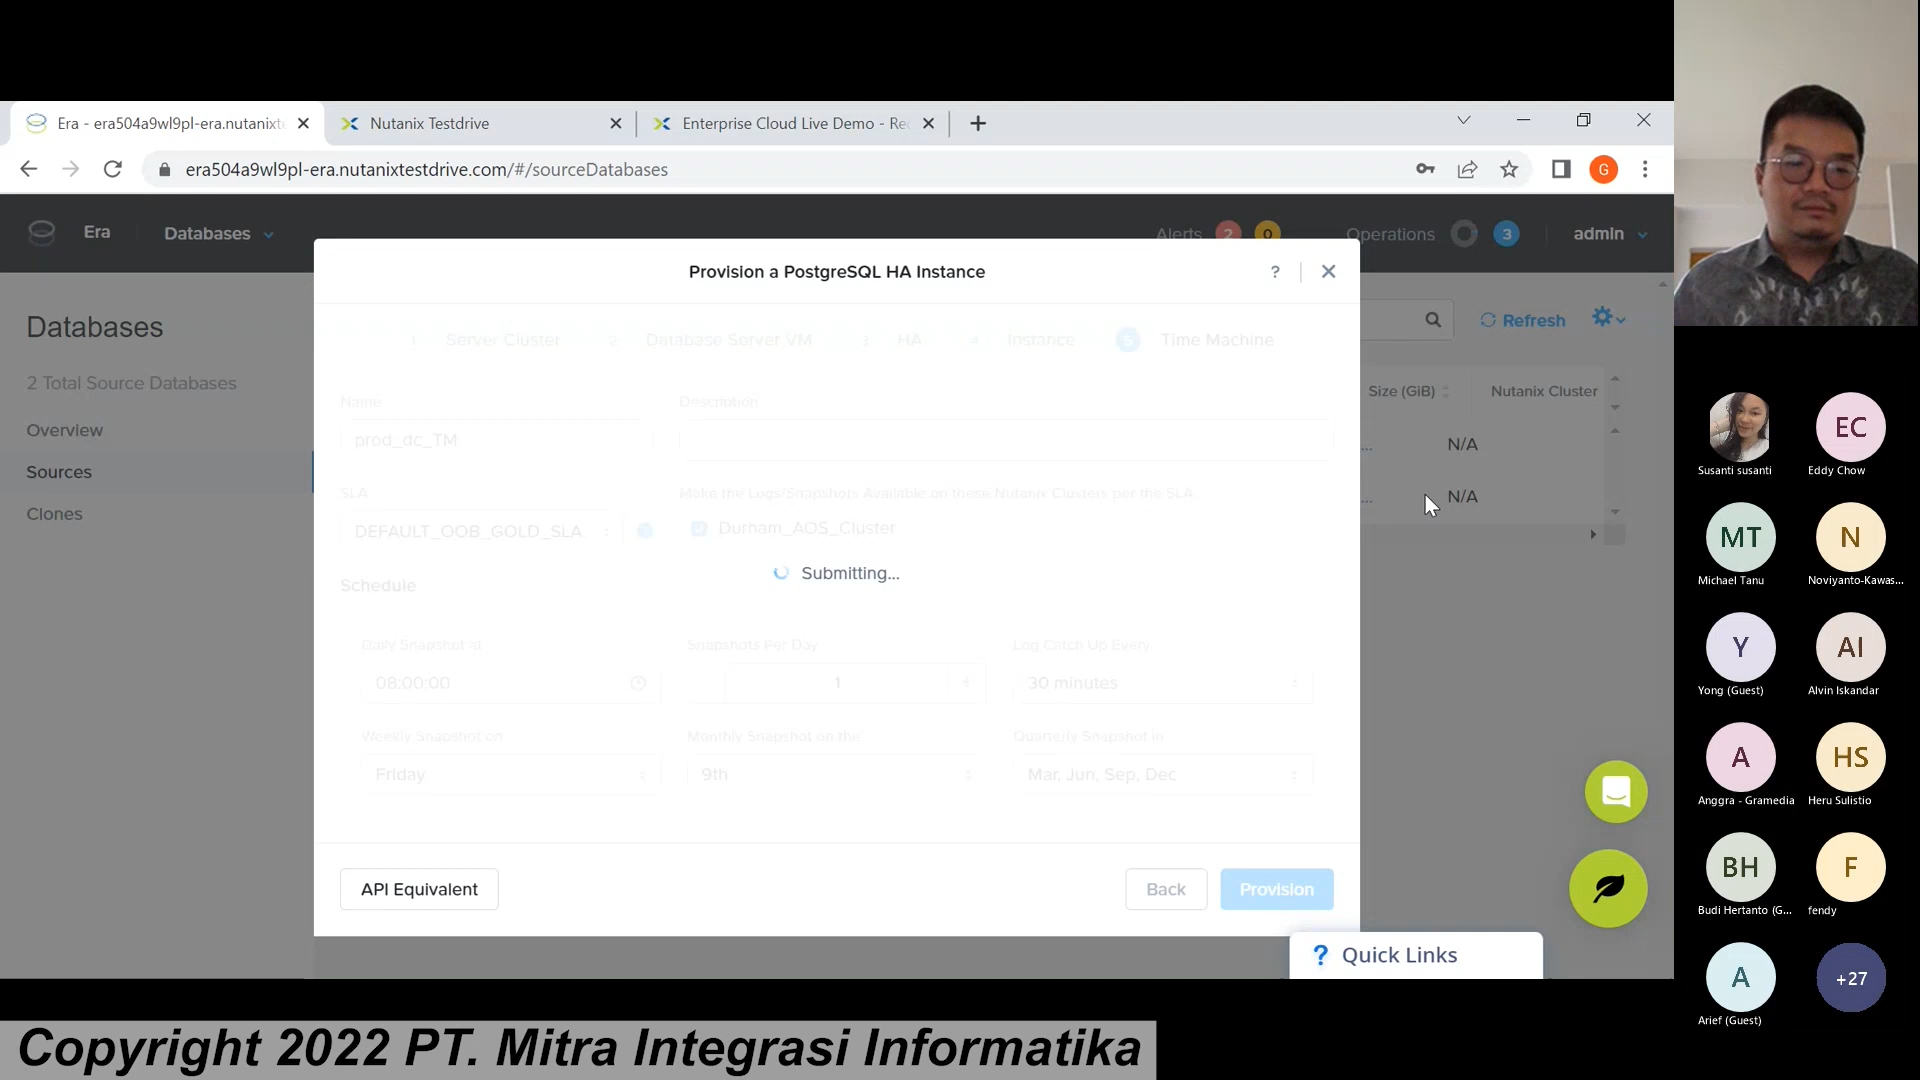 Era - era504a9wl9pl-era.nutanixte
Nutanix Testdrive
Enterprise Cloud Live Demo - Re
era504a9wl9pl-era.nutanixtestdrive.com/#/sourceDatabases
G
Era
Databases
Alerts
2
0
Operations
3
admin
Provision a PostgreSQL HA Instance
?
Databases
2 Total Source Databases
Overview
Sources
Clones
Refresh
Size (GiB)
Nutanix Cluster
...
N/A
...
N/A
1 Server Cluster
2 Database Server VM
3 HA
4 Instance
5 Time Machine
Name
Description
prod_dc_TM
SLA
Make the Logs/Snapshots Available on these Nutanix Clusters per the SLA.
DEFAULT_OOB_GOLD_SLA
Durham_AOS_Cluster
Submitting...
Schedule
Daily Snapshot at
Snapshots Per Day
Log Catch Up Every
08:00:00
1
30 minutes
Weekly Snapshot on
Monthly Snapshot on the
Quarterly Snapshot in
Friday
9th
Mar, Jun, Sep, Dec
API Equivalent
Back
Provision
? Quick Links
Susanti susanti
EC
Eddy Chow
MT
Michael Tanu
N
Noviyanto-Kawas...
Y
Yong (Guest)
AI
Alvin Iskandar
A
Anggra - Gramedia
HS
Heru Sulistio
BH
Budi Hertanto (G...
F
fendy
A
Arief (Guest)
+27
Copyright 2022 PT. Mitra Integrasi Informatika